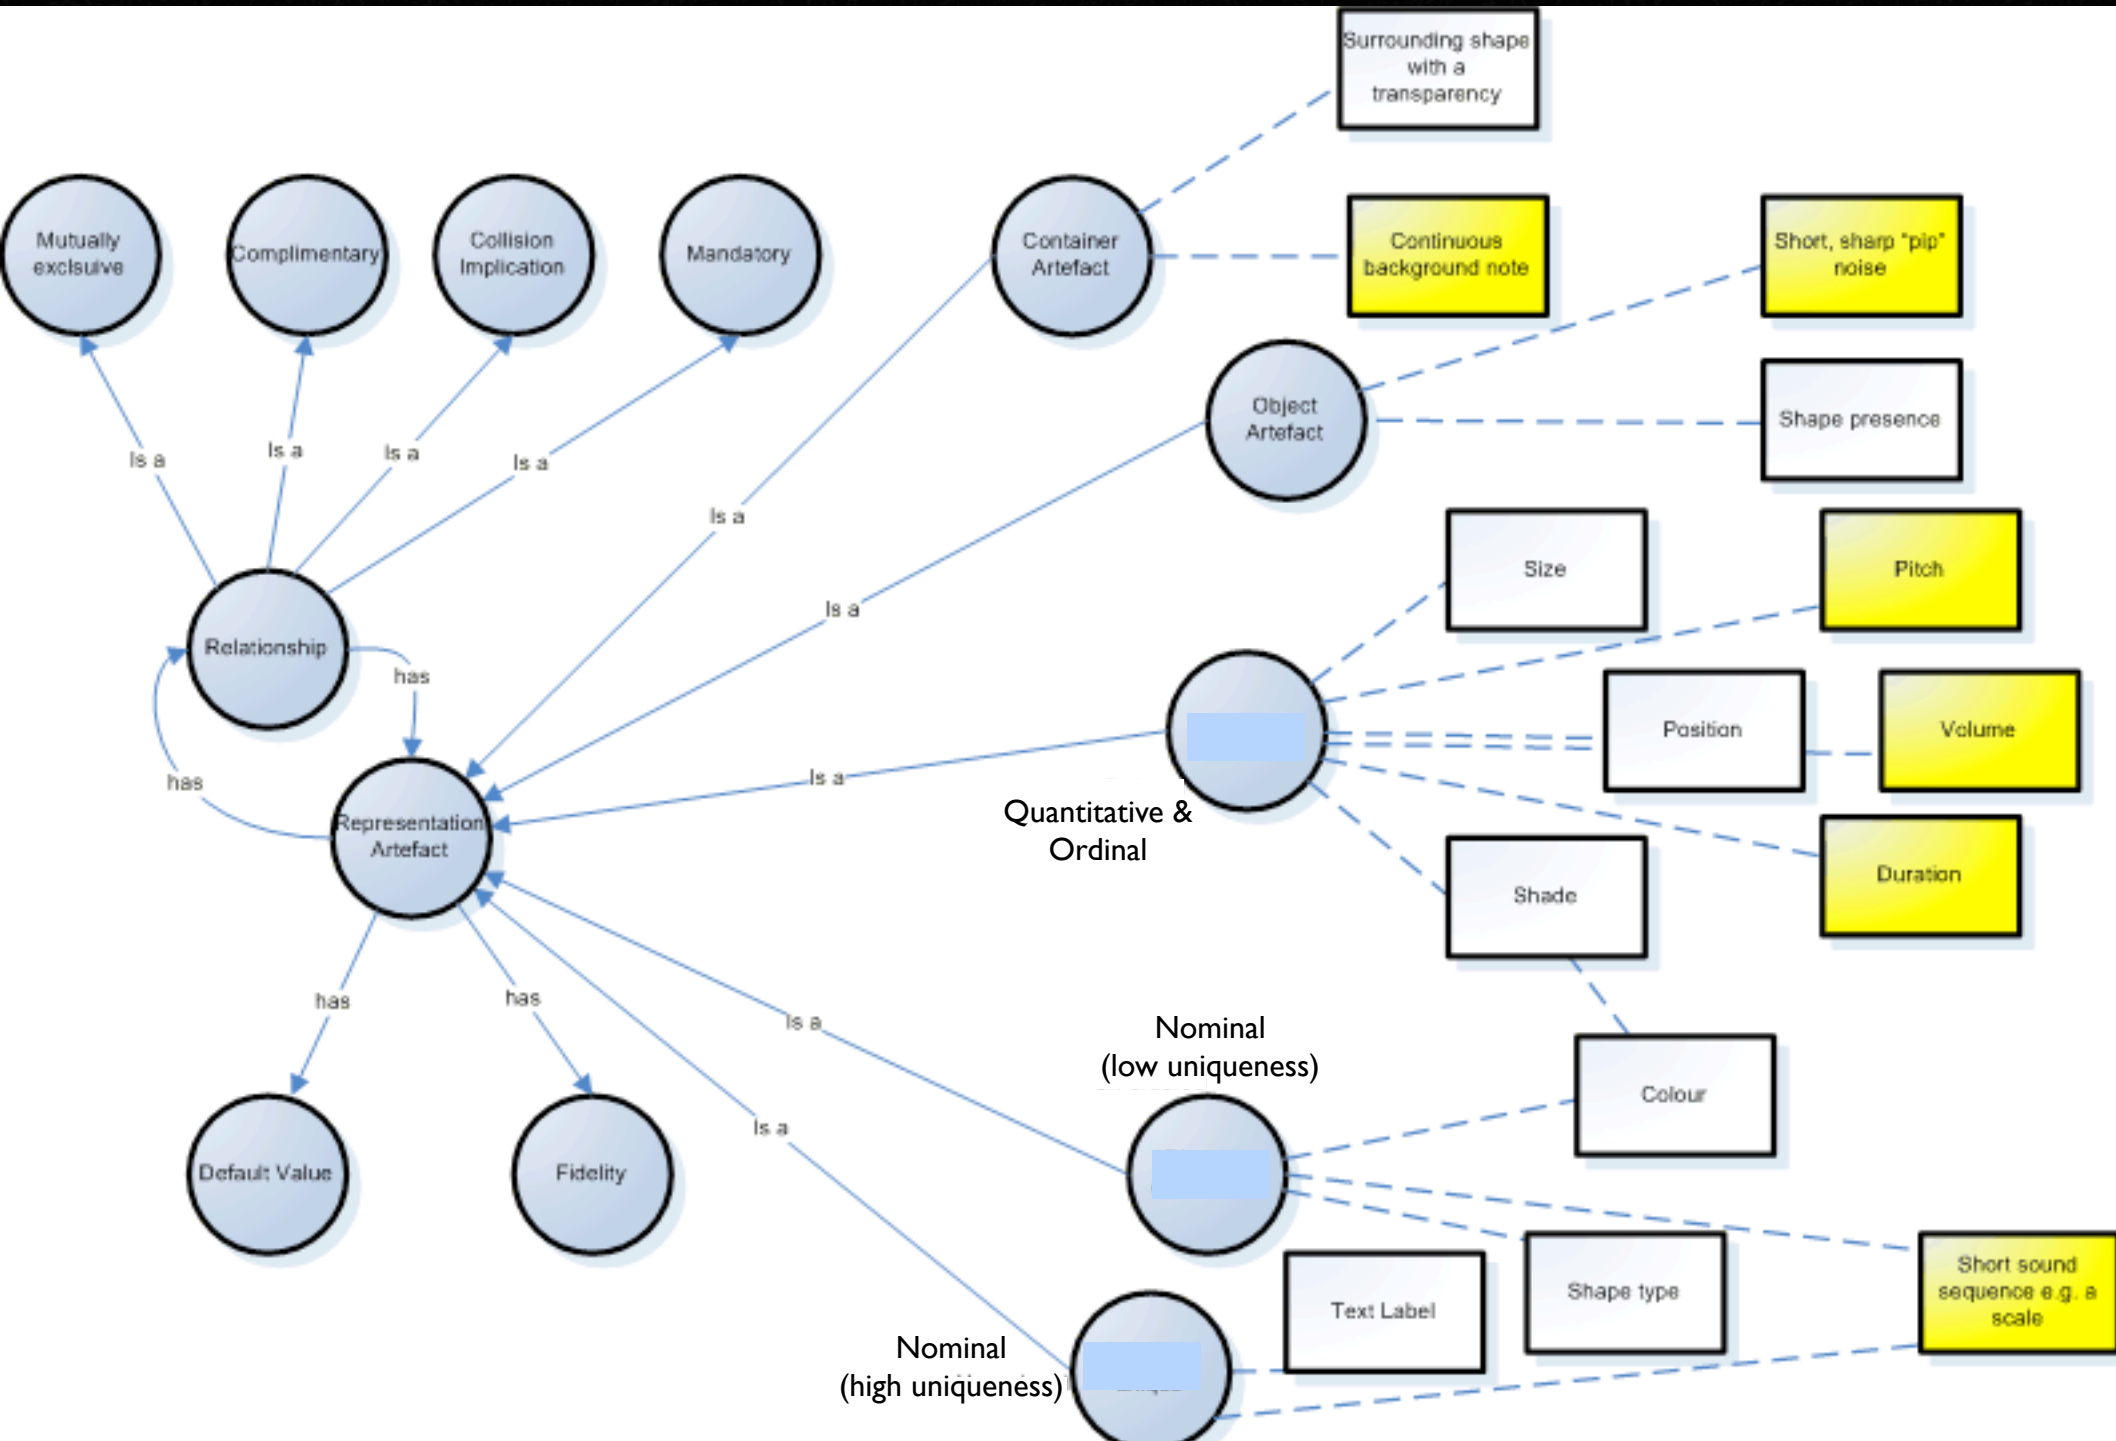 Surrounding shape
with a
transparency
Mutually
exclsuive
Complimentary
Collision
Implication
Mandatory
Container
Artefact
Continuous
background note
Short, sharp "pip"
noise
Object
Artefact
Shape presence
Is a
Is a
Is a
Is a
Is a
Is a
Size
Pitch
Relationship
has
Position
Volume
has
Is a
Quantitative &
Ordinal
Representation
Artefact
Shade
Duration
has
has
Is a
Nominal
(low uniqueness)
Colour
Is a
Default Value
Fidelity
Short sound
sequence e.g. a
scale
Shape type
Text Label
Nominal
(high uniqueness)